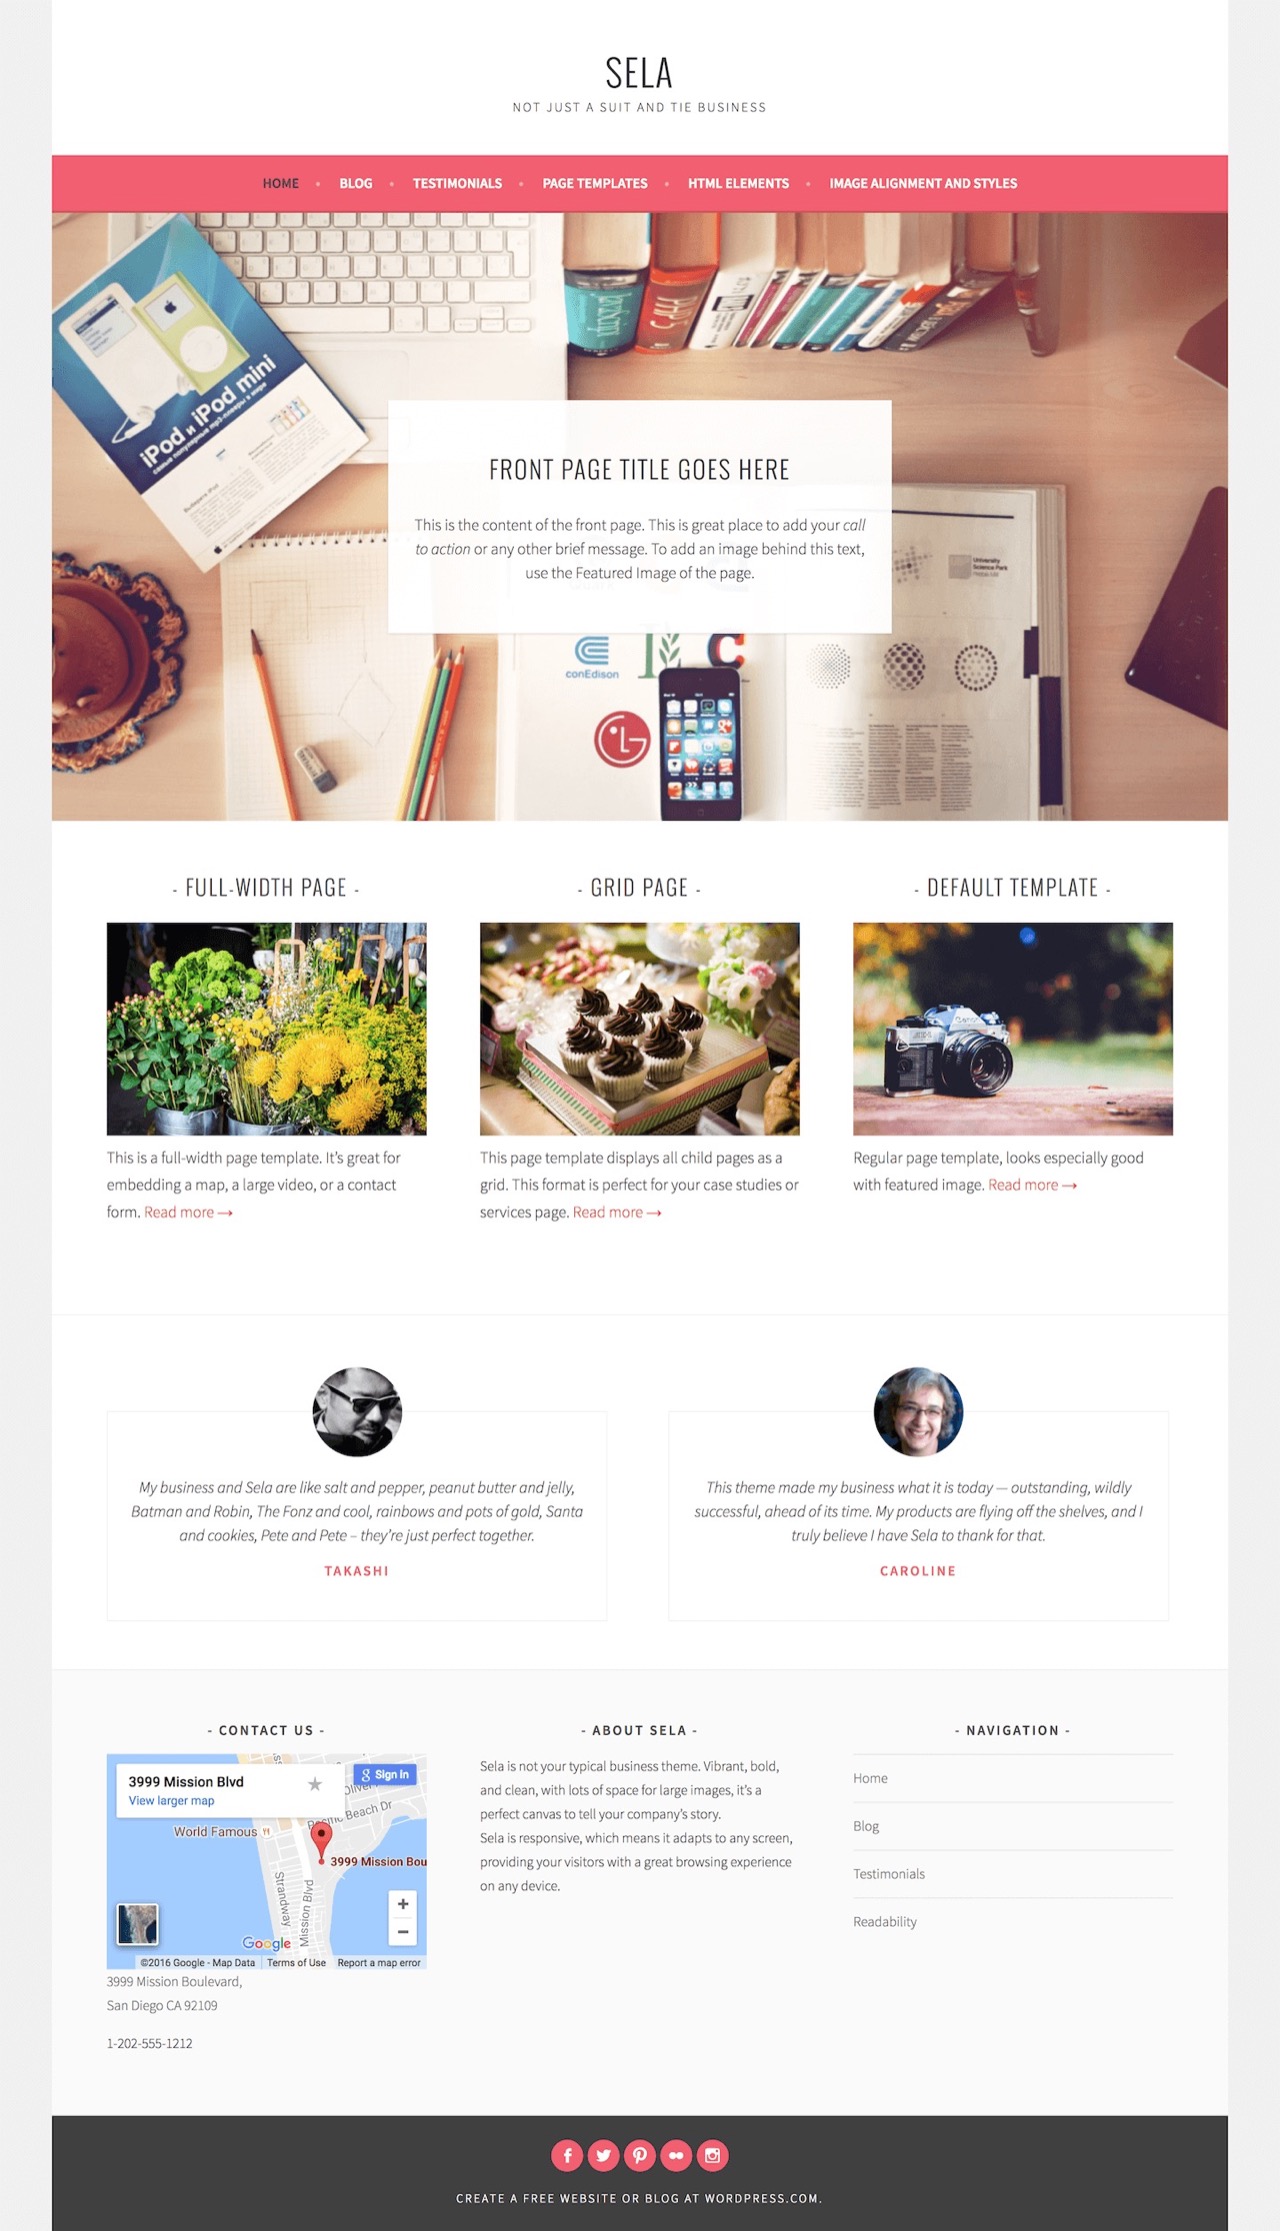 SELA
NOT JUST A SUIT AND TIE BUSINESS
HOME • BLOG • TESTIMONIALS • PAGE TEMPLATES • HTML ELEMENTS • IMAGE ALIGNMENT AND STYLES
iPod и iPod mini
самые популярные mp3-плееры в мире
FRONT PAGE TITLE GOES HERE
This is the content of the front page. This is great place to add your call
to action or any other brief message. To add an image behind this text,
use the Featured Image of the page.
University
Science Park
conEdison
LG
- FULL-WIDTH PAGE -
This is a full-width page template. It’s great for
embedding a map, a large video, or a contact
form. Read more →
- GRID PAGE -
This page template displays all child pages as a
grid. This format is perfect for your case studies or
services page. Read more →
- DEFAULT TEMPLATE -
Canon
Regular page template, looks especially good
with featured image. Read more →
My business and Sela are like salt and pepper, peanut butter and jelly,
Batman and Robin, The Fonz and cool, rainbows and pots of gold, Santa
and cookies, Pete and Pete – they’re just perfect together.
TAKASHI
This theme made my business what it is today — outstanding, wildly
successful, ahead of its time. My products are flying off the shelves, and I
truly believe I have Sela to thank for that.
CAROLINE
- CONTACT US -
3999 Mission Blvd
View larger map
Sign in
Pacific Beach Dr
World Famous
3999 Mission Bou
Strandway
Mission Blvd
Google
©2016 Google - Map Data
Terms of Use
Report a map error
3999 Mission Boulevard,
San Diego CA 92109
1-202-555-1212
- ABOUT SELA -
Sela is not your typical business theme. Vibrant, bold,
and clean, with lots of space for large images, it’s a
perfect canvas to tell your company’s story.
Sela is responsive, which means it adapts to any screen,
providing your visitors with a great browsing experience
on any device.
- NAVIGATION -
Home
Blog
Testimonials
Readability
CREATE A FREE WEBSITE OR BLOG AT WORDPRESS.COM.